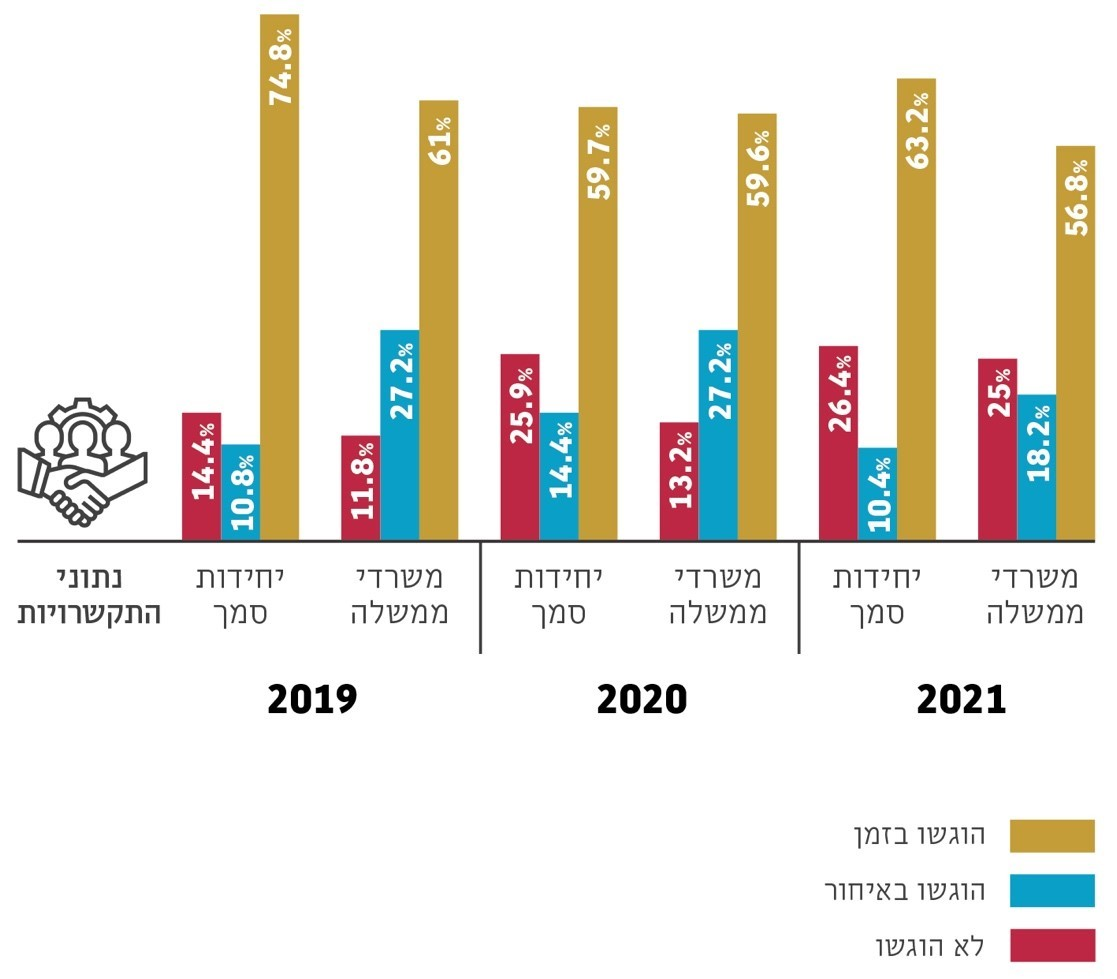 74.8%
61%
59.7%
59.6%
63.2%
56.8%
14.4%
10.8%
11.8%
27.2%
25.9%
14.4%
13.2%
27.2%
26.4%
10.4%
25%
18.2%
נתוני
התקשרויות
יחידות
סמך
משרדי
ממשלה
יחידות
סמך
משרדי
ממשלה
יחידות
סמך
משרדי
ממשלה
2019
2020
2021
הוגשו בזמן
הוגשו באיחור
לא הוגשו